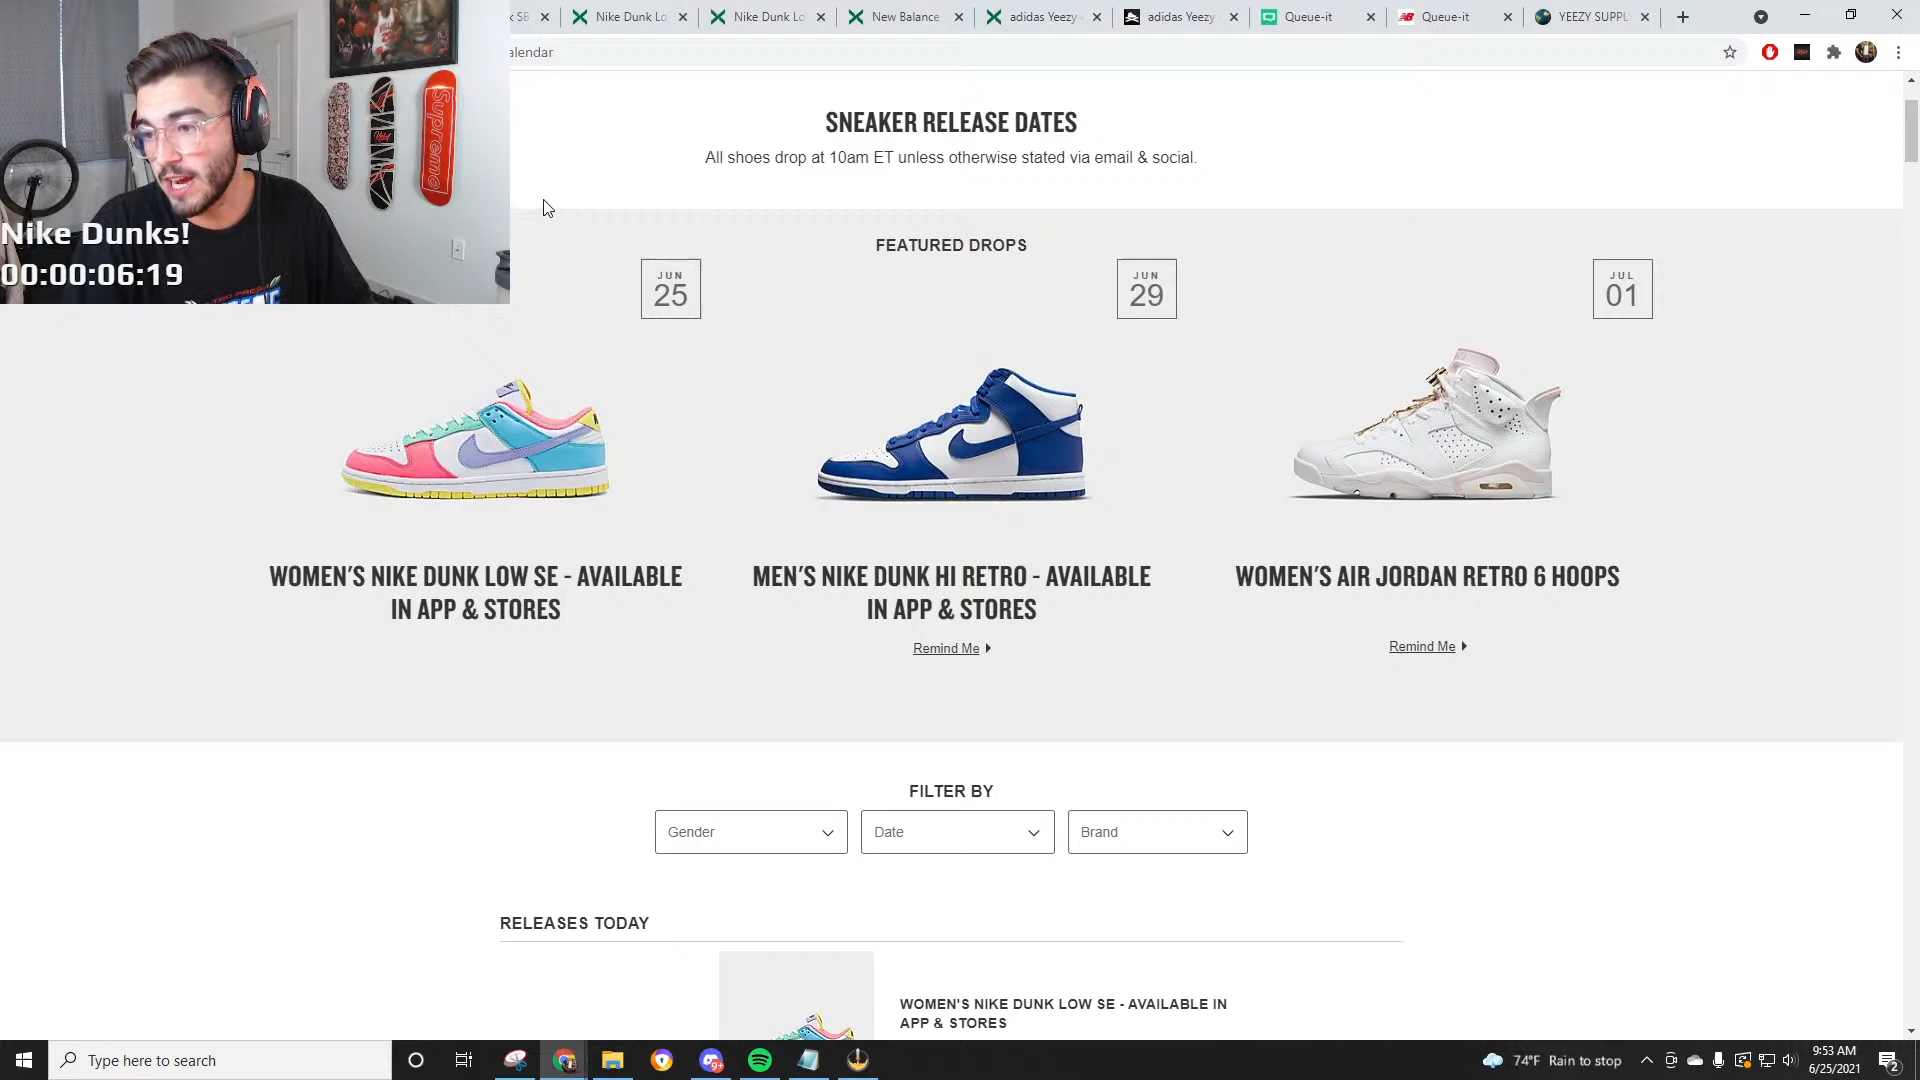 k SB
Nike Dunk Lo
Nike Dunk Lo
New Balance
adidas Yeezy
adidas Yeezy
Queue-it
Queue-it
YEEZY SUPPL
alendar
Supreme
Nike Dunks!
00:00:06:19
SNEAKER RELEASE DATES
All shoes drop at 10am ET unless otherwise stated via email & social.
FEATURED DROPS
JUN
25
JUN
29
JUL
01
WOMEN'S NIKE DUNK LOW SE - AVAILABLE
IN APP & STORES
MEN'S NIKE DUNK HI RETRO - AVAILABLE
IN APP & STORES
Remind Me
WOMEN'S AIR JORDAN RETRO 6 HOOPS
Remind Me
FILTER BY
Gender
Date
Brand
RELEASES TODAY
WOMEN'S NIKE DUNK LOW SE - AVAILABLE IN
APP & STORES
Type here to search
9+
74°F Rain to stop
9:53 AM
6/25/2021
2